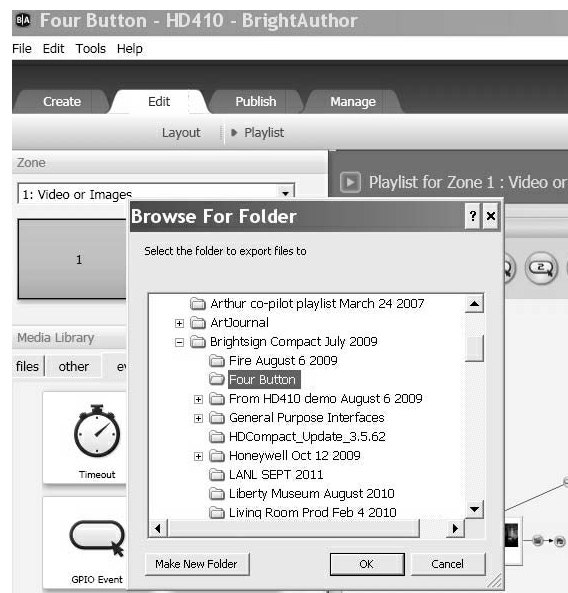 BA Four Button - HD410 - BrightAuthor
File Edit Tools Help
Create Edit Publish Manage
Layout Playlist
Zone
1: Video or Images
Playlist for Zone 1 : Video or
1
2
Browse For Folder ? ×
Select the folder to export files to
Arthur co-pilot playlist March 24 2007
ArtJournal
Brightsign Compact July 2009
Fire August 6 2009
Four Button
From HD410 demo August 6 2009
General Purpose Interfaces
HDCompact_Update_3.5.62
Honeywell Oct 12 2009
LANL SEPT 2011
Liberty Museum August 2010
Living Room Prod Feb 4 2010
Make New Folder OK Cancel
Media Library
files other ev
Timeout
GPIO Event